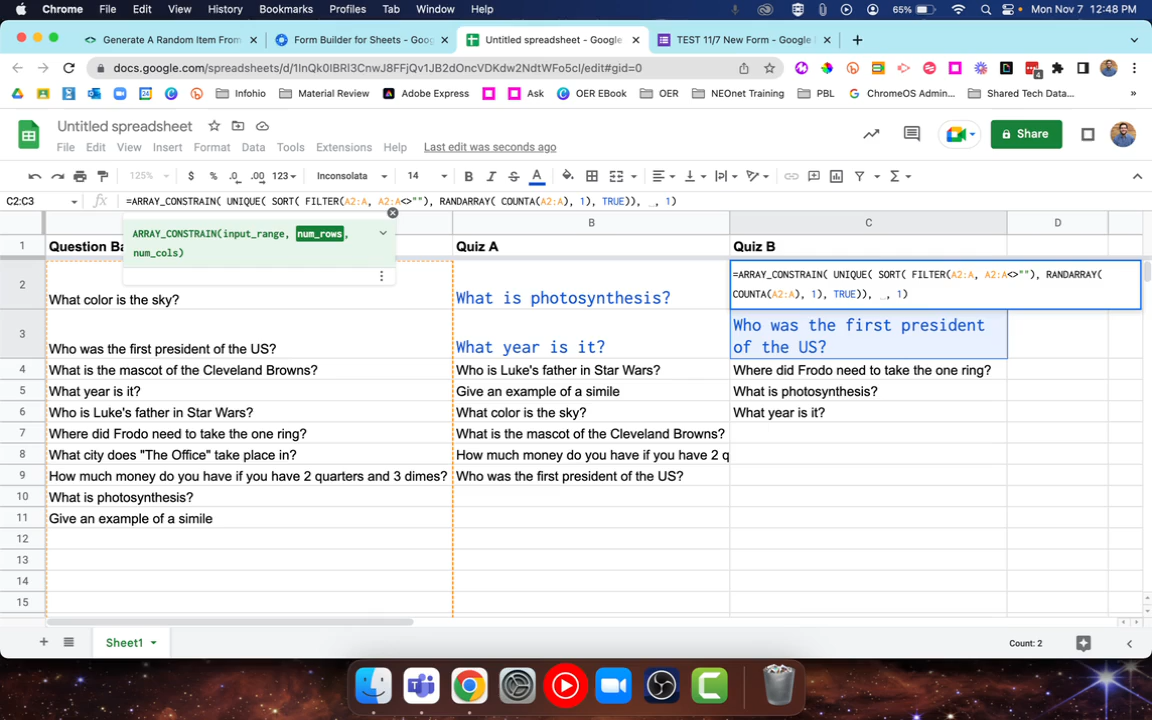 Chrome File Edit View History Bookmarks Profiles Tab Window Help 65% Mon Nov 7 12:48 PM
Generate A Random Item From Form Builder for Sheets - Goog Untitled spreadsheet - Google TEST 11/7 New Form - Google
docs.google.com/spreadsheets/d/1InQk0IBRI3CnwJ8FFjQv1JB2dOncVDKdw2NdtWFo5cI/edit#gid=0
Infohio Material Review Adobe Express Ask OER EBook OER NEOnet Training PBL ChromeOS Admin... Shared Tech Data... »
Untitled spreadsheet
Share
File Edit View Insert Format Data Tools Extensions Help Last edit was seconds ago
125% $ % .0 .00 123 Inconsolata 14 B I S A
C2:C3 fx =ARRAY_CONSTRAIN( UNIQUE( SORT( FILTER(A2:A, A2:A<>""), RANDARRAY( COUNTA(A2:A), 1), TRUE)), _, 1)
ARRAY_CONSTRAIN(input_range, num_rows,
num_cols)
B C D
1 Question Ba Quiz A Quiz B
=ARRAY_CONSTRAIN( UNIQUE( SORT( FILTER(A2:A, A2:A<>""), RANDARRAY(
COUNTA(A2:A), 1), TRUE)), _, 1)
2 What color is the sky? What is photosynthesis?
3 Who was the first president of the US? What year is it? Who was the first president
of the US?
4 What is the mascot of the Cleveland Browns? Who is Luke's father in Star Wars? Where did Frodo need to take the one ring?
5 What year is it? Give an example of a simile What is photosynthesis?
6 Who is Luke's father in Star Wars? What color is the sky? What year is it?
7 Where did Frodo need to take the one ring? What is the mascot of the Cleveland Browns?
8 What city does "The Office" take place in? How much money do you have if you have 2 q
9 How much money do you have if you have 2 quarters and 3 dimes? Who was the first president of the US?
10 What is photosynthesis?
11 Give an example of a simile
12
13
14
15
Sheet1 Count: 2